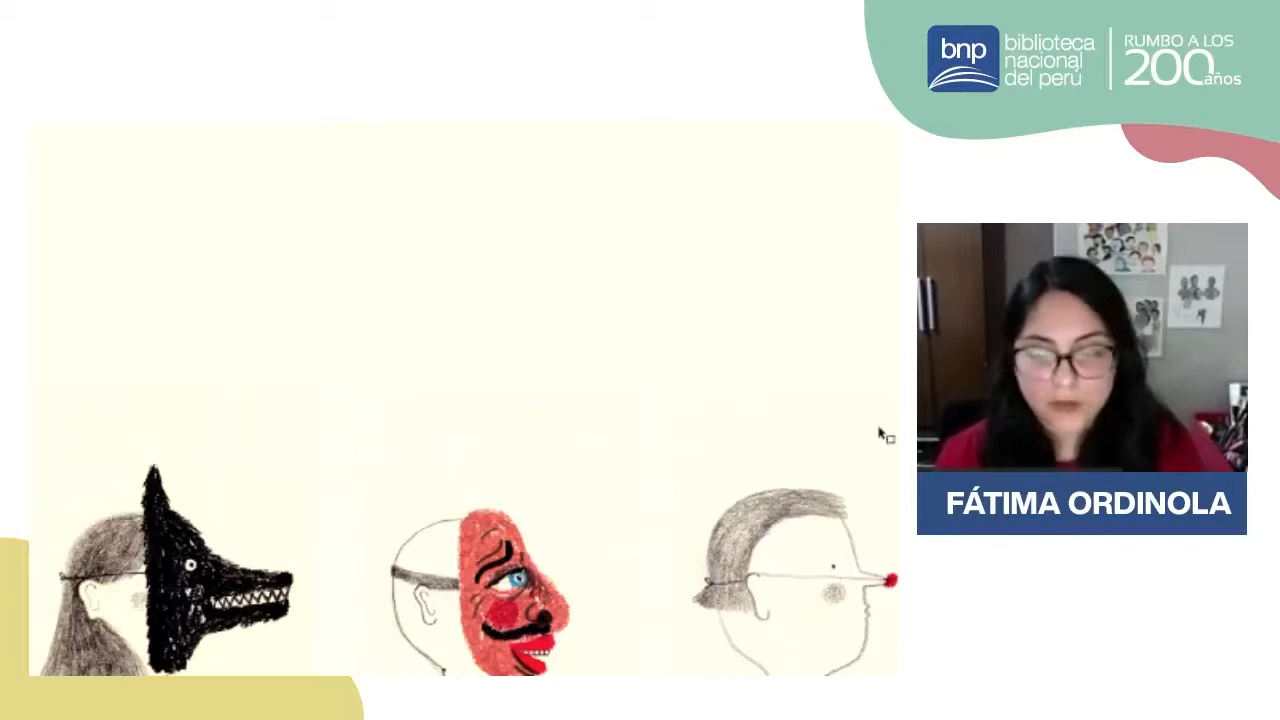 bnp
biblioteca
nacional
del perú
RUMBO A LOS
200
años
FÁTIMA ORDINOLA